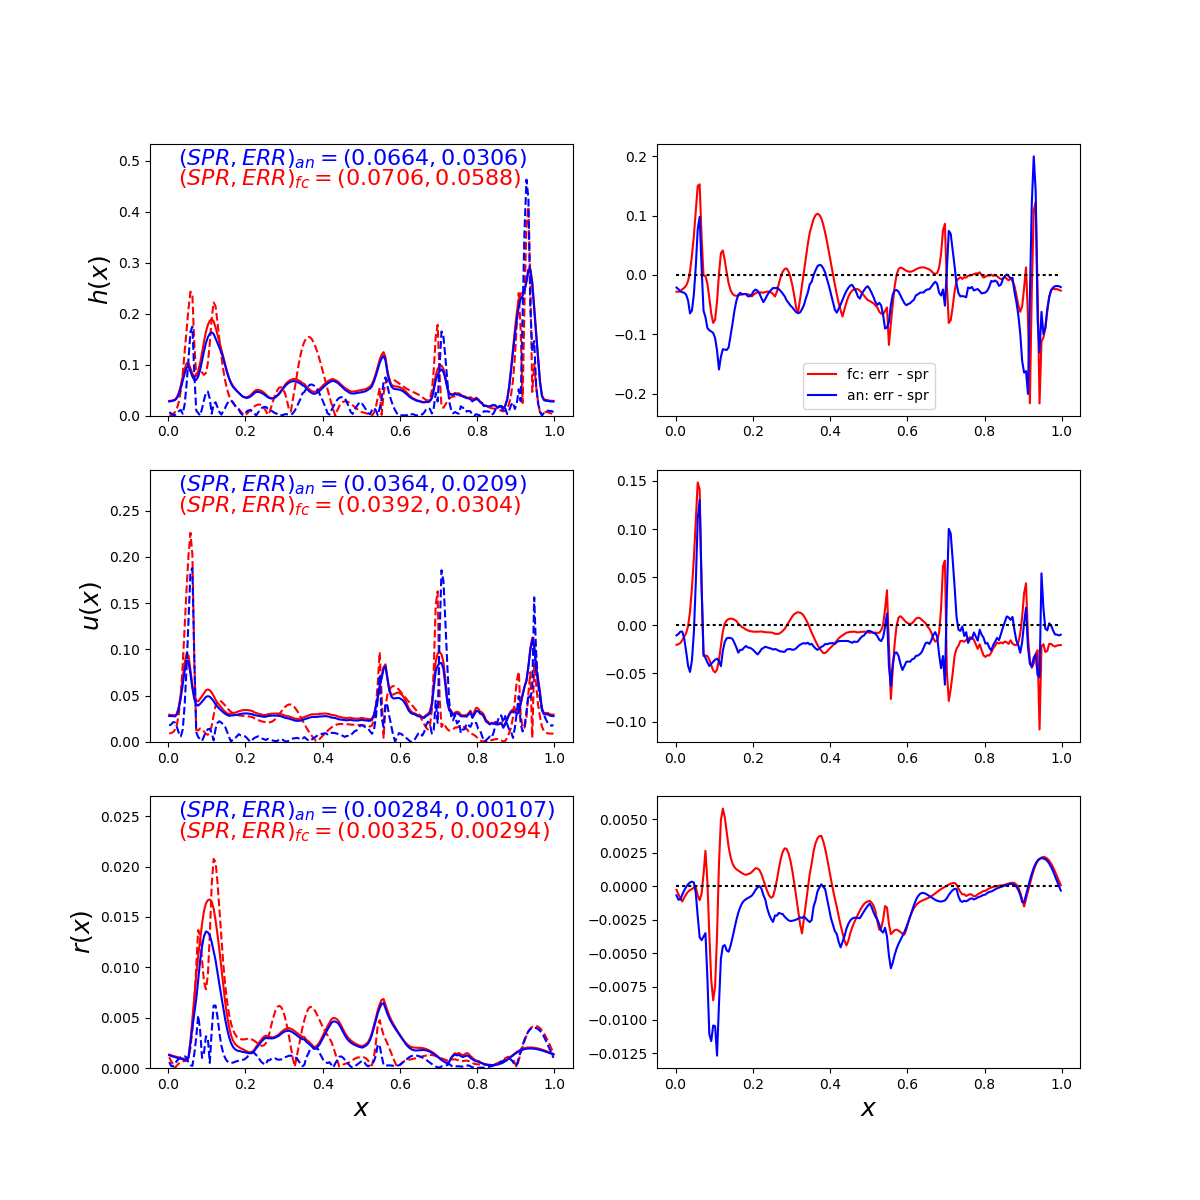 (SPR, ERR)an = (0.0664, 0.0306)
(SPR, ERR)fc = (0.0706, 0.0588)
h(x)
0.5
0.4
0.3
0.2
0.1
0.0
0.0 0.2 0.4 0.6 0.8 1.0
0.2
0.1
0.0
−0.1
−0.2
fc: err - spr
an: err - spr
0.0 0.2 0.4 0.6 0.8 1.0
(SPR, ERR)an = (0.0364, 0.0209)
(SPR, ERR)fc = (0.0392, 0.0304)
u(x)
0.25
0.20
0.15
0.10
0.05
0.00
0.0 0.2 0.4 0.6 0.8 1.0
0.15
0.10
0.05
0.00
−0.05
−0.10
0.0 0.2 0.4 0.6 0.8 1.0
(SPR, ERR)an = (0.00284, 0.00107)
(SPR, ERR)fc = (0.00325, 0.00294)
r(x)
0.025
0.020
0.015
0.010
0.005
0.000
0.0 0.2 0.4 0.6 0.8 1.0
x
0.0050
0.0025
0.0000
−0.0025
−0.0050
−0.0075
−0.0100
−0.0125
0.0 0.2 0.4 0.6 0.8 1.0
x